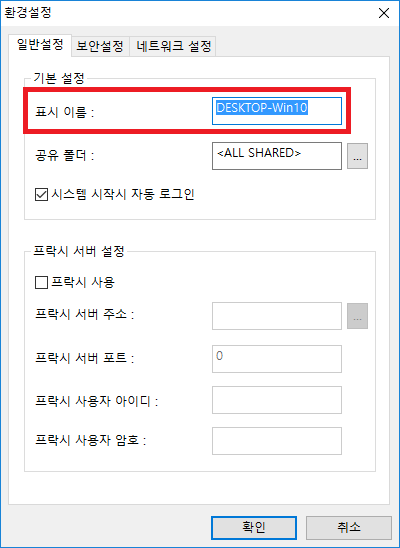 환경설정
일반설정 보안설정 네트워크 설정
기본 설정
표시 이름 : DESKTOP-Win10
공유 폴더 : <ALL SHARED> ...
시스템 시작시 자동 로그인
프락시 서버 설정
프락시 사용
프락시 서버 주소 : ...
프락시 서버 포트 : 0
프락시 사용자 아이디 :
프락시 사용자 암호 :
확인 취소